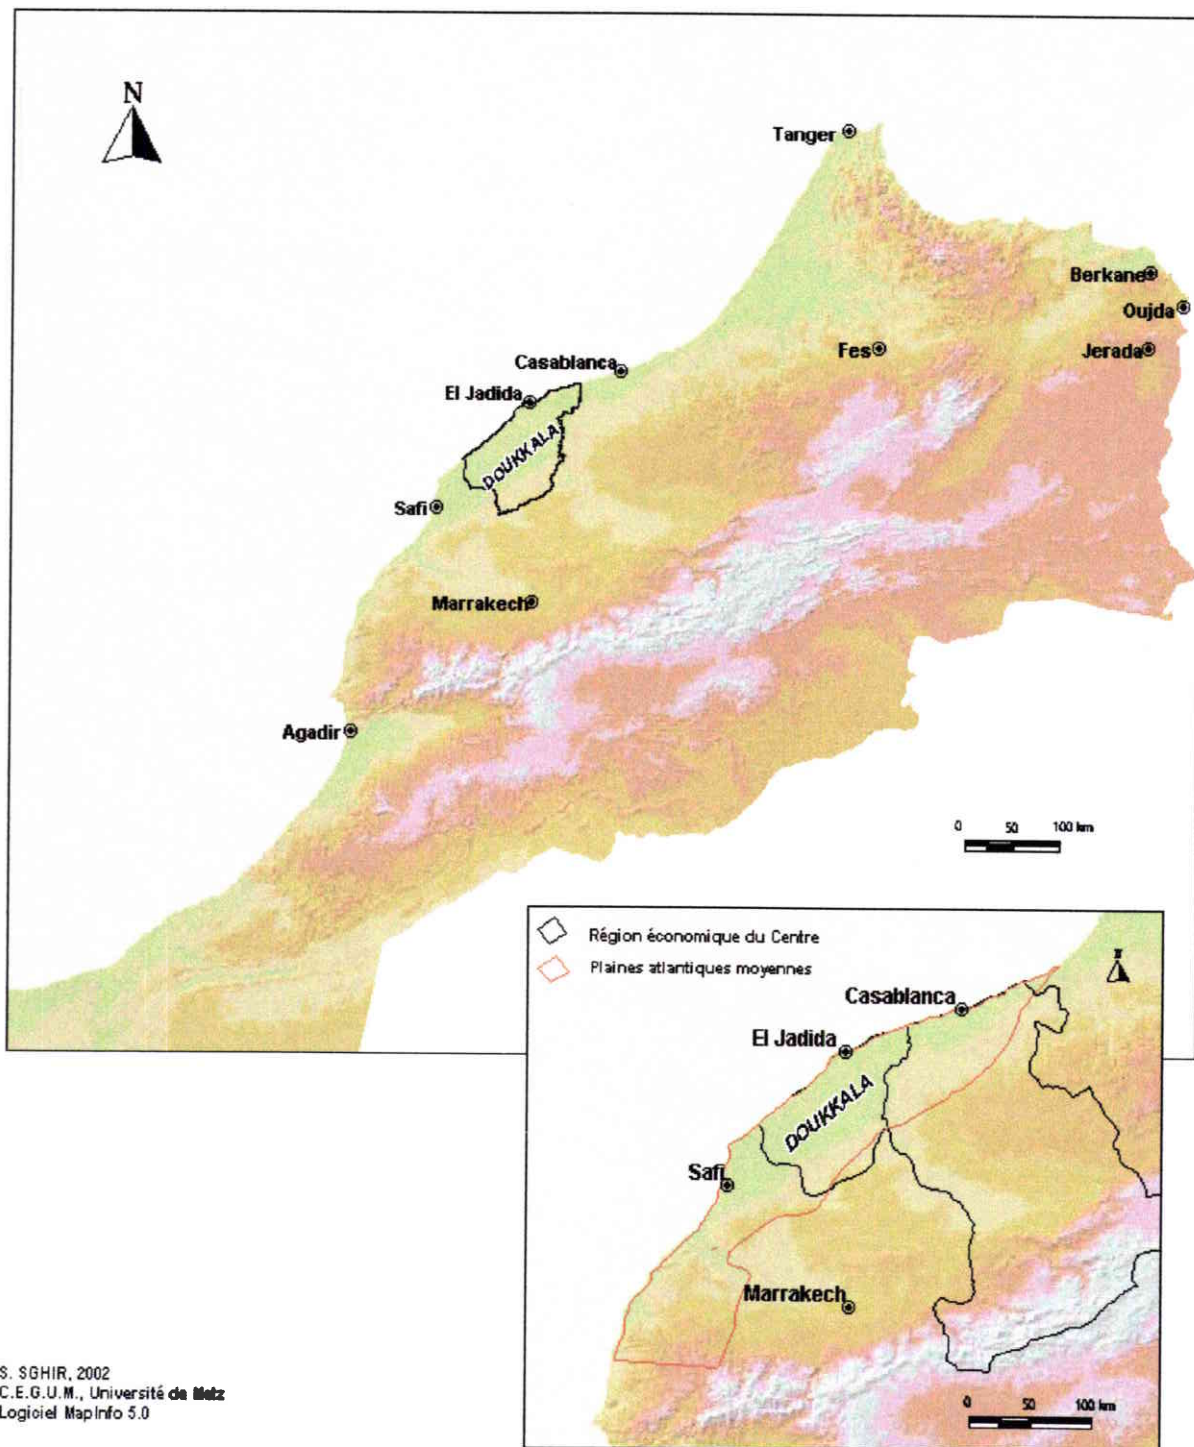 N
Tanger
Berkane
Oujda
Fes
Jerada
Casablanca
El Jadida
DOUKKALA
Safi
Marrakech
Agadir
0 50 100 km
Région économique du Centre
Plaines atlantiques moyennes
N
Casablanca
El Jadida
DOUKKALA
Safi
Marrakech
0 50 100 km
S. SGHIR, 2002
C.E.G.U.M., Université de Metz
Logiciel MapInfo 5.0